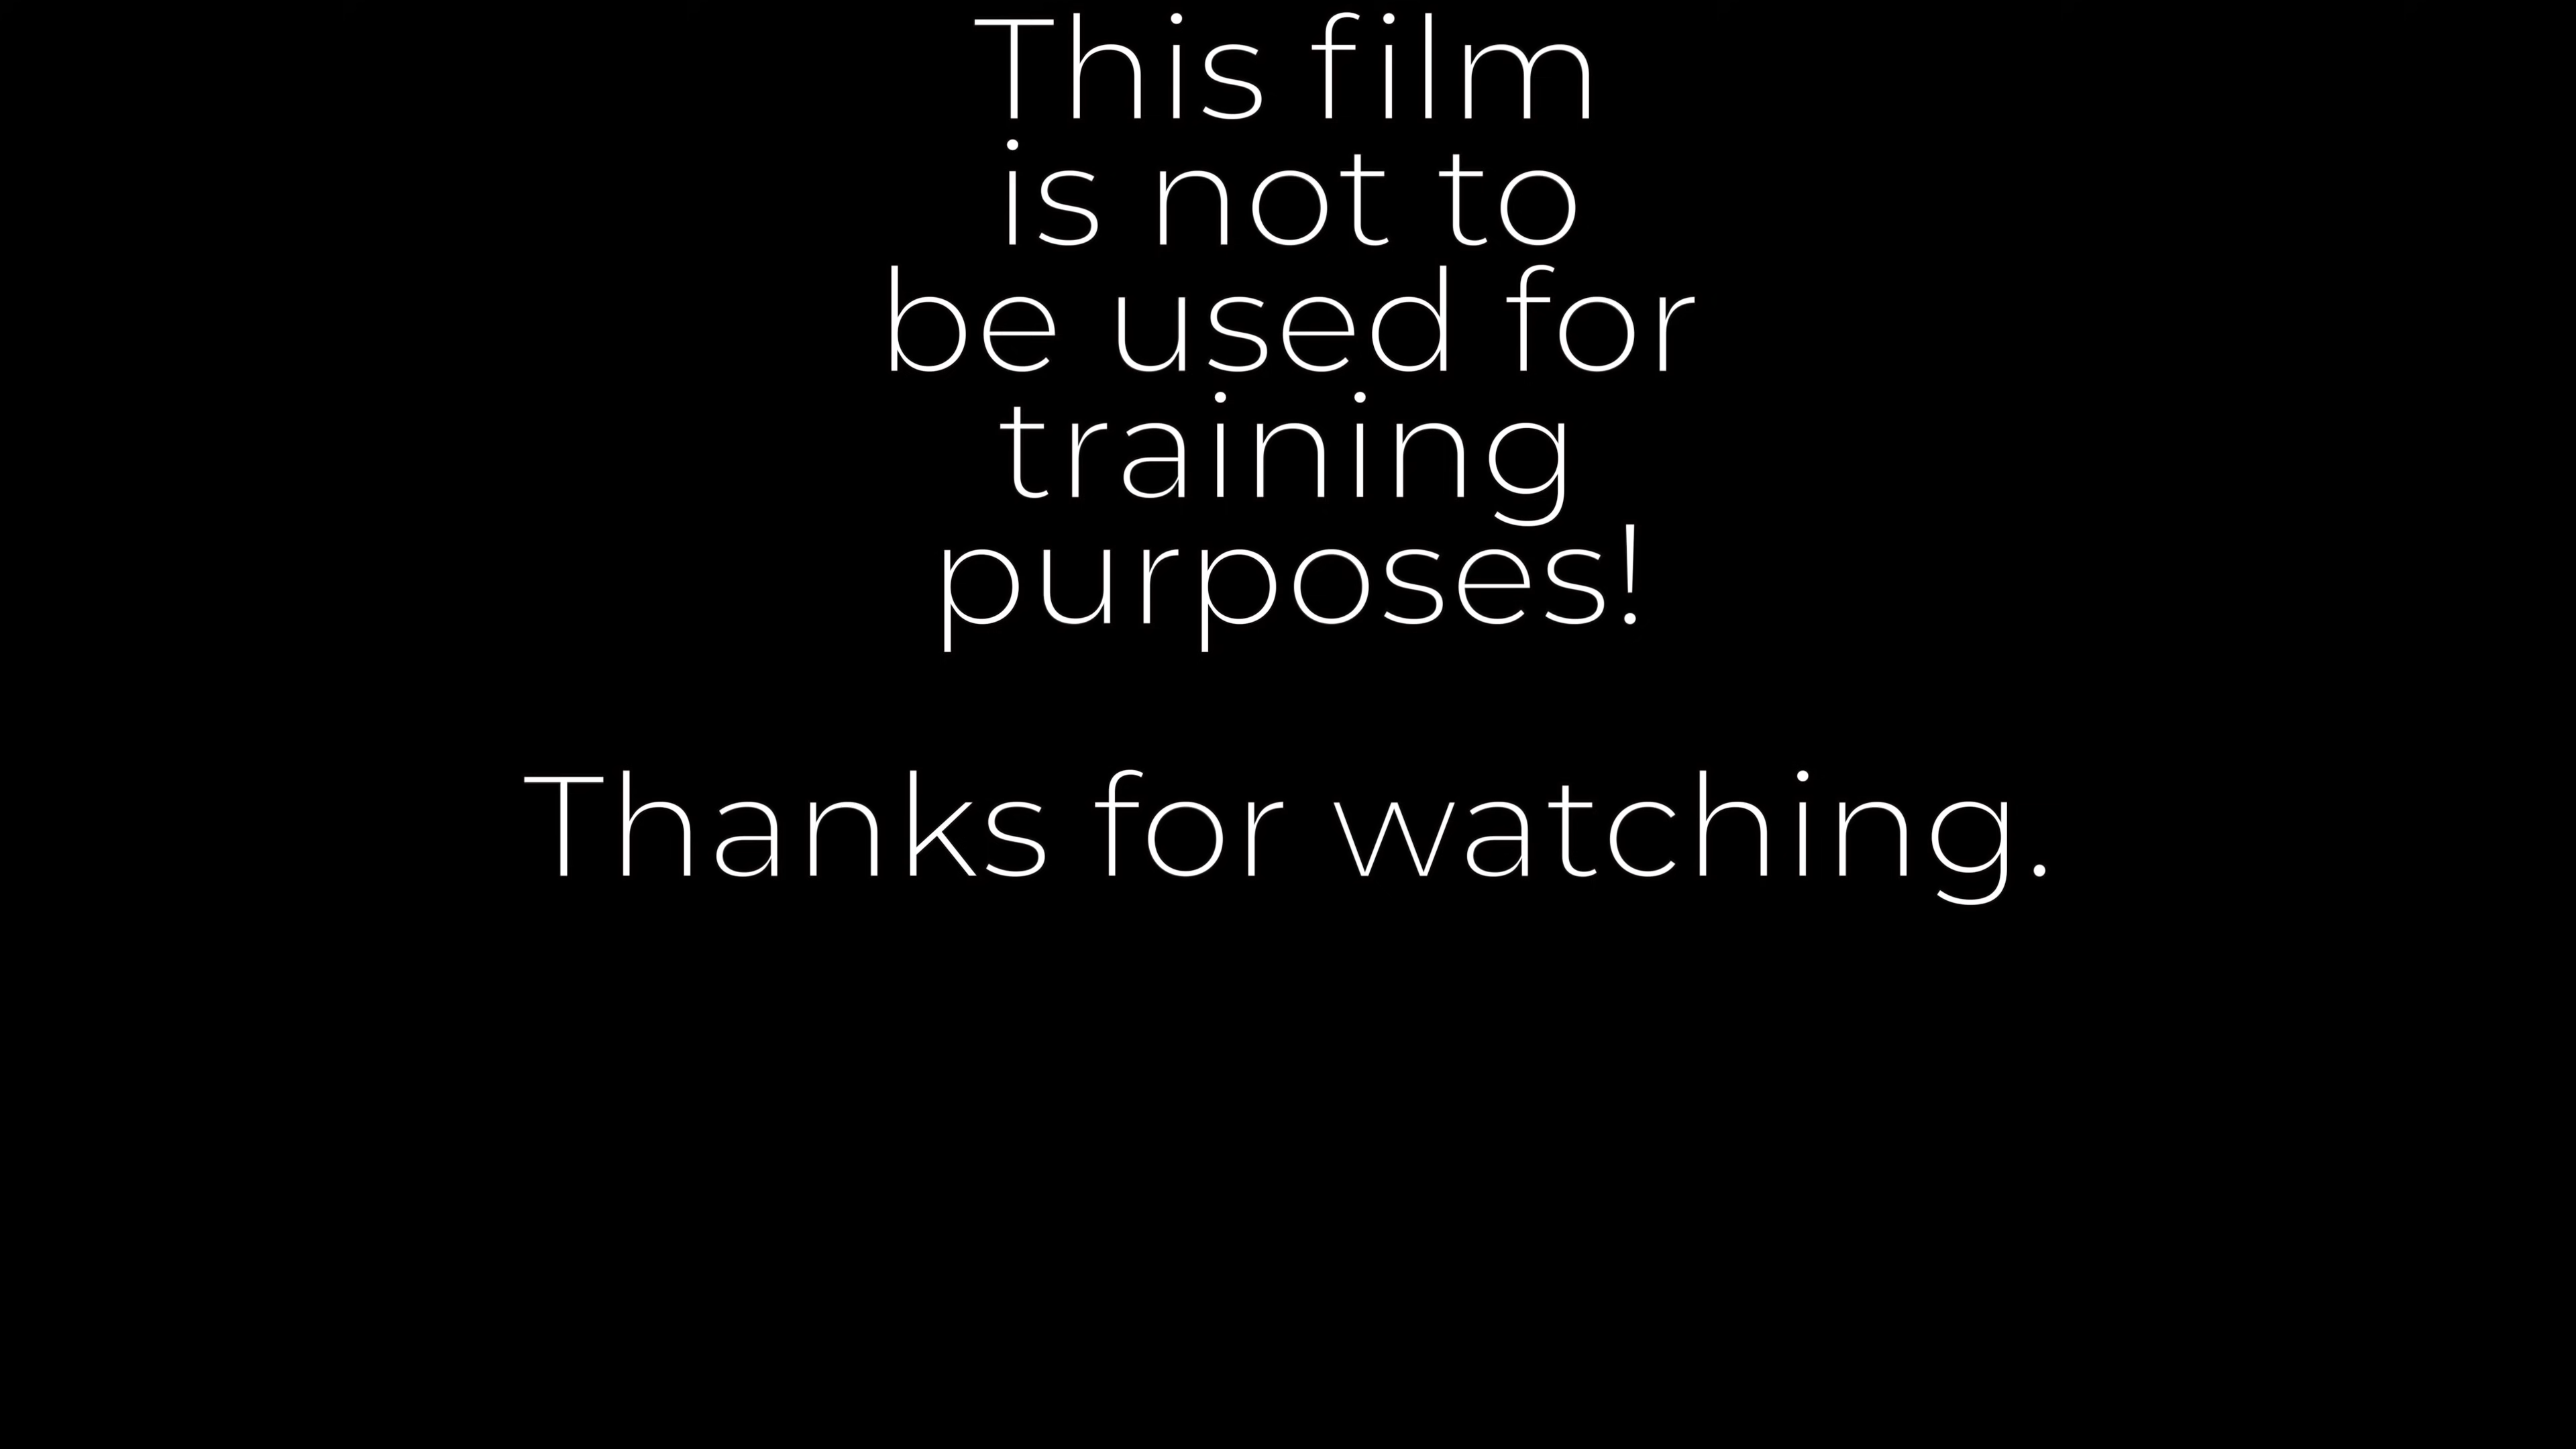 This film
is not to
be used for
training
purposes!
Thanks for watching.